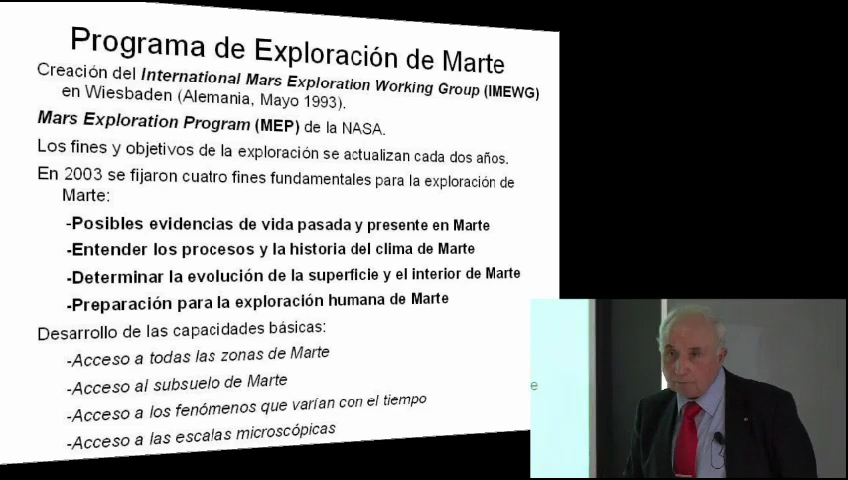 Programa de Exploración de Marte
Creación del International Mars Exploration Working Group (IMEWG)
en Wiesbaden (Alemania, Mayo 1993).
Mars Exploration Program (MEP) de la NASA.
Los fines y objetivos de la exploración se actualizan cada dos años.
En 2003 se fijaron cuatro fines fundamentales para la exploración de
Marte:
-Posibles evidencias de vida pasada y presente en Marte
-Entender los procesos y la historia del clima de Marte
-Determinar la evolución de la superficie y el interior de Marte
-Preparación para la exploración humana de Marte
Desarrollo de las capacidades básicas:
-Acceso a todas las zonas de Marte
-Acceso al subsuelo de Marte
-Acceso a los fenómenos que varían con el tiempo
-Acceso a las escalas microscópicas
e